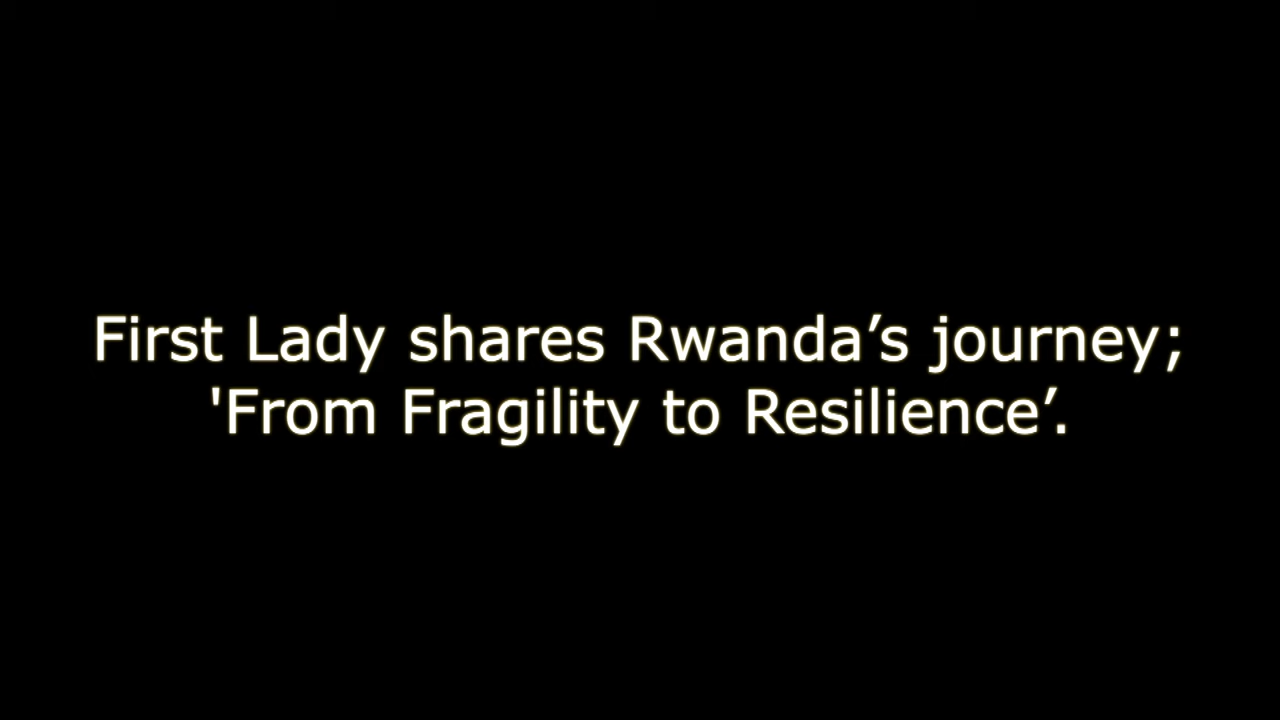 First Lady shares Rwanda’s journey;
'From Fragility to Resilience’.